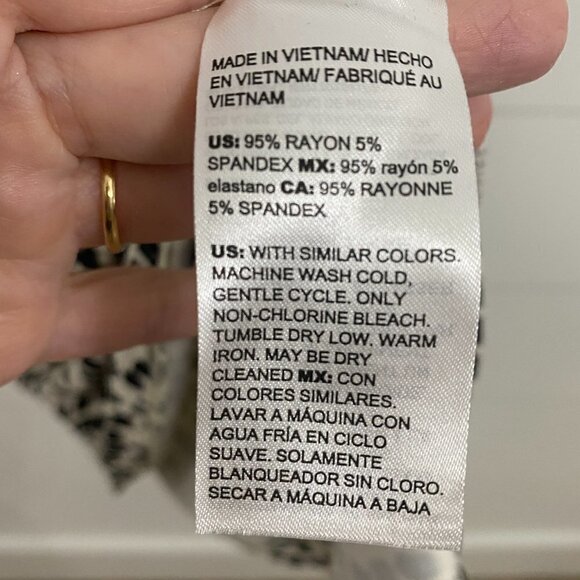 MADE IN VIETNAM/ HECHO
EN VIETNAM/ FABRIQUÉ AU
VIETNAM
US: 95% RAYON 5%
SPANDEX MX: 95% rayón 5%
elastano CA: 95% RAYONNE
5% SPANDEX
US: WITH SIMILAR COLORS.
MACHINE WASH COLD,
GENTLE CYCLE. ONLY
NON-CHLORINE BLEACH.
TUMBLE DRY LOW. WARM
IRON. MAY BE DRY
CLEANED MX: CON
COLORES SIMILARES.
LAVAR A MÁQUINA CON
AGUA FRÍA EN CICLO
SUAVE. SOLAMENTE
BLANQUEADOR SIN CLORO.
SECAR A MÁQUINA A BAJA